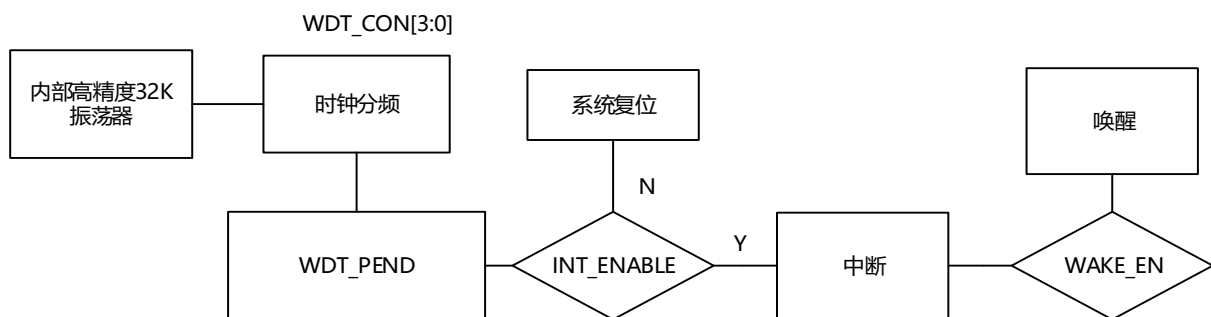 WDT_CON[3:0]
内部高精度32K
振荡器
时钟分频
系统复位
唤醒
N
WDT_PEND
INT_ENABLE
Y
中断
WAKE_EN